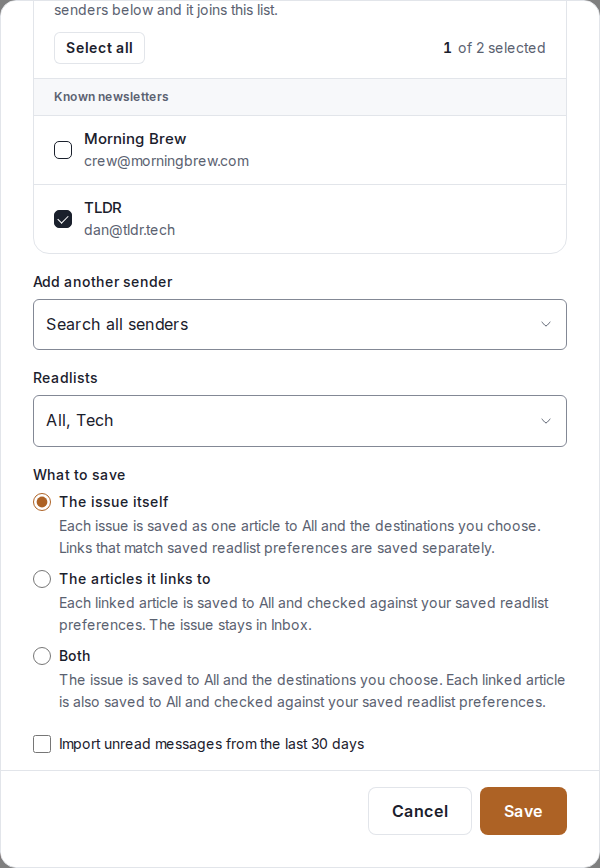 senders below and it joins this list.
Select all
1 of 2 selected
Known newsletters
Morning Brew
crew@morningbrew.com
TLDR
dan@tldr.tech
Add another sender
Search all senders
Readlists
All, Tech
What to save
The issue itself
Each issue is saved as one article to All and the destinations you choose.
Links that match saved readlist preferences are saved separately.
The articles it links to
Each linked article is saved to All and checked against your saved readlist
preferences. The issue stays in Inbox.
Both
The issue is saved to All and the destinations you choose. Each linked article
is also saved to All and checked against your saved readlist preferences.
Import unread messages from the last 30 days
Cancel
Save